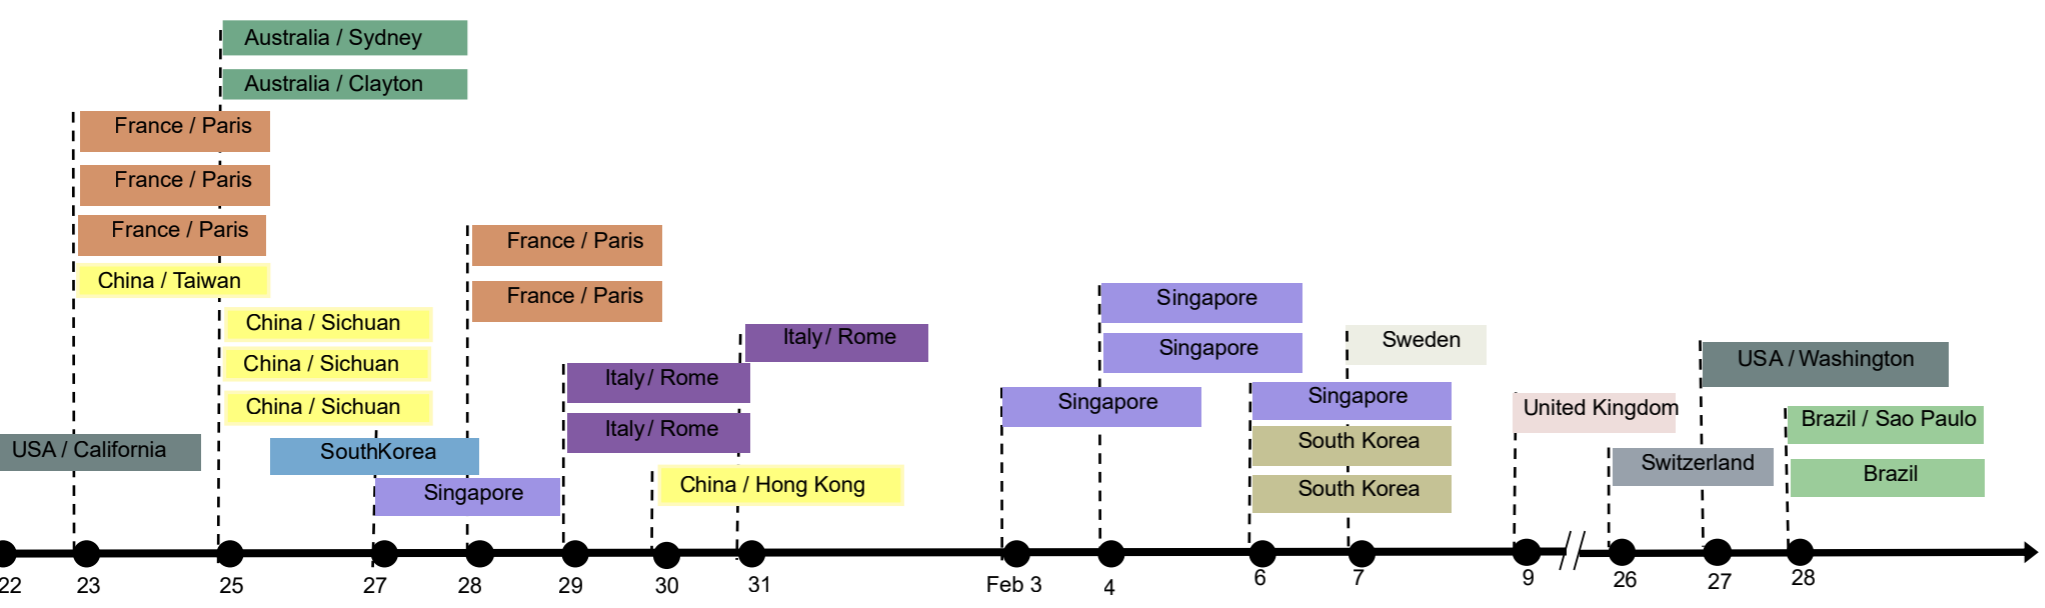 Australia / Sydney
Australia / Clayton
France / Paris
France / Paris
France / Paris
China / Taiwan
China / Sichuan
China / Sichuan
China / Sichuan
USA / California
SouthKorea
Singapore
France / Paris
France / Paris
Italy / Rome
Italy / Rome
Italy / Rome
China / Hong Kong
Singapore
Singapore
Singapore
Sweden
Singapore
South Korea
South Korea
United Kingdom
USA / Washington
Switzerland
Brazil / Sao Paulo
Brazil
22 23 25 27 28 29 30 31 Feb 3 4 6 7 9 26 27 28